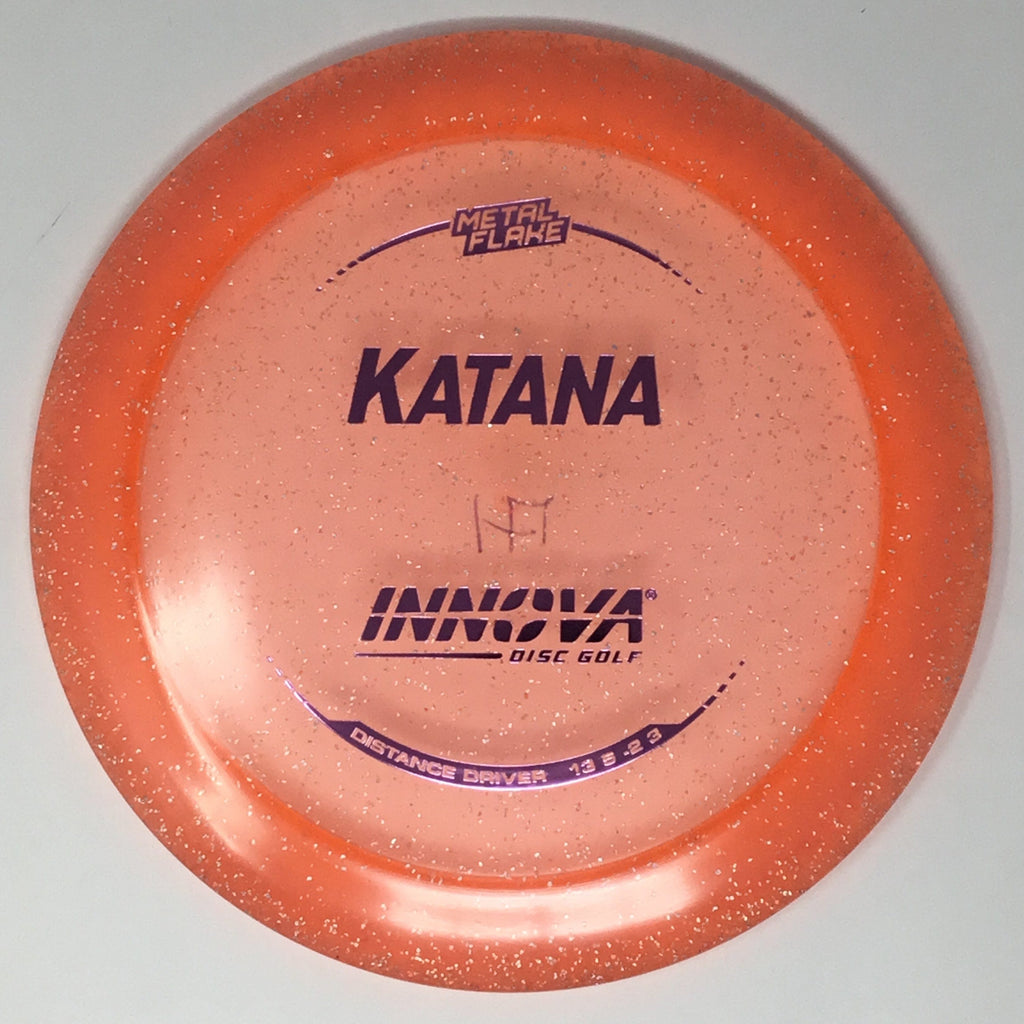 METAL
FLAKE
KATANA
INNOVA®
DISC GOLF
DISTANCE DRIVER 13 5 -2 3